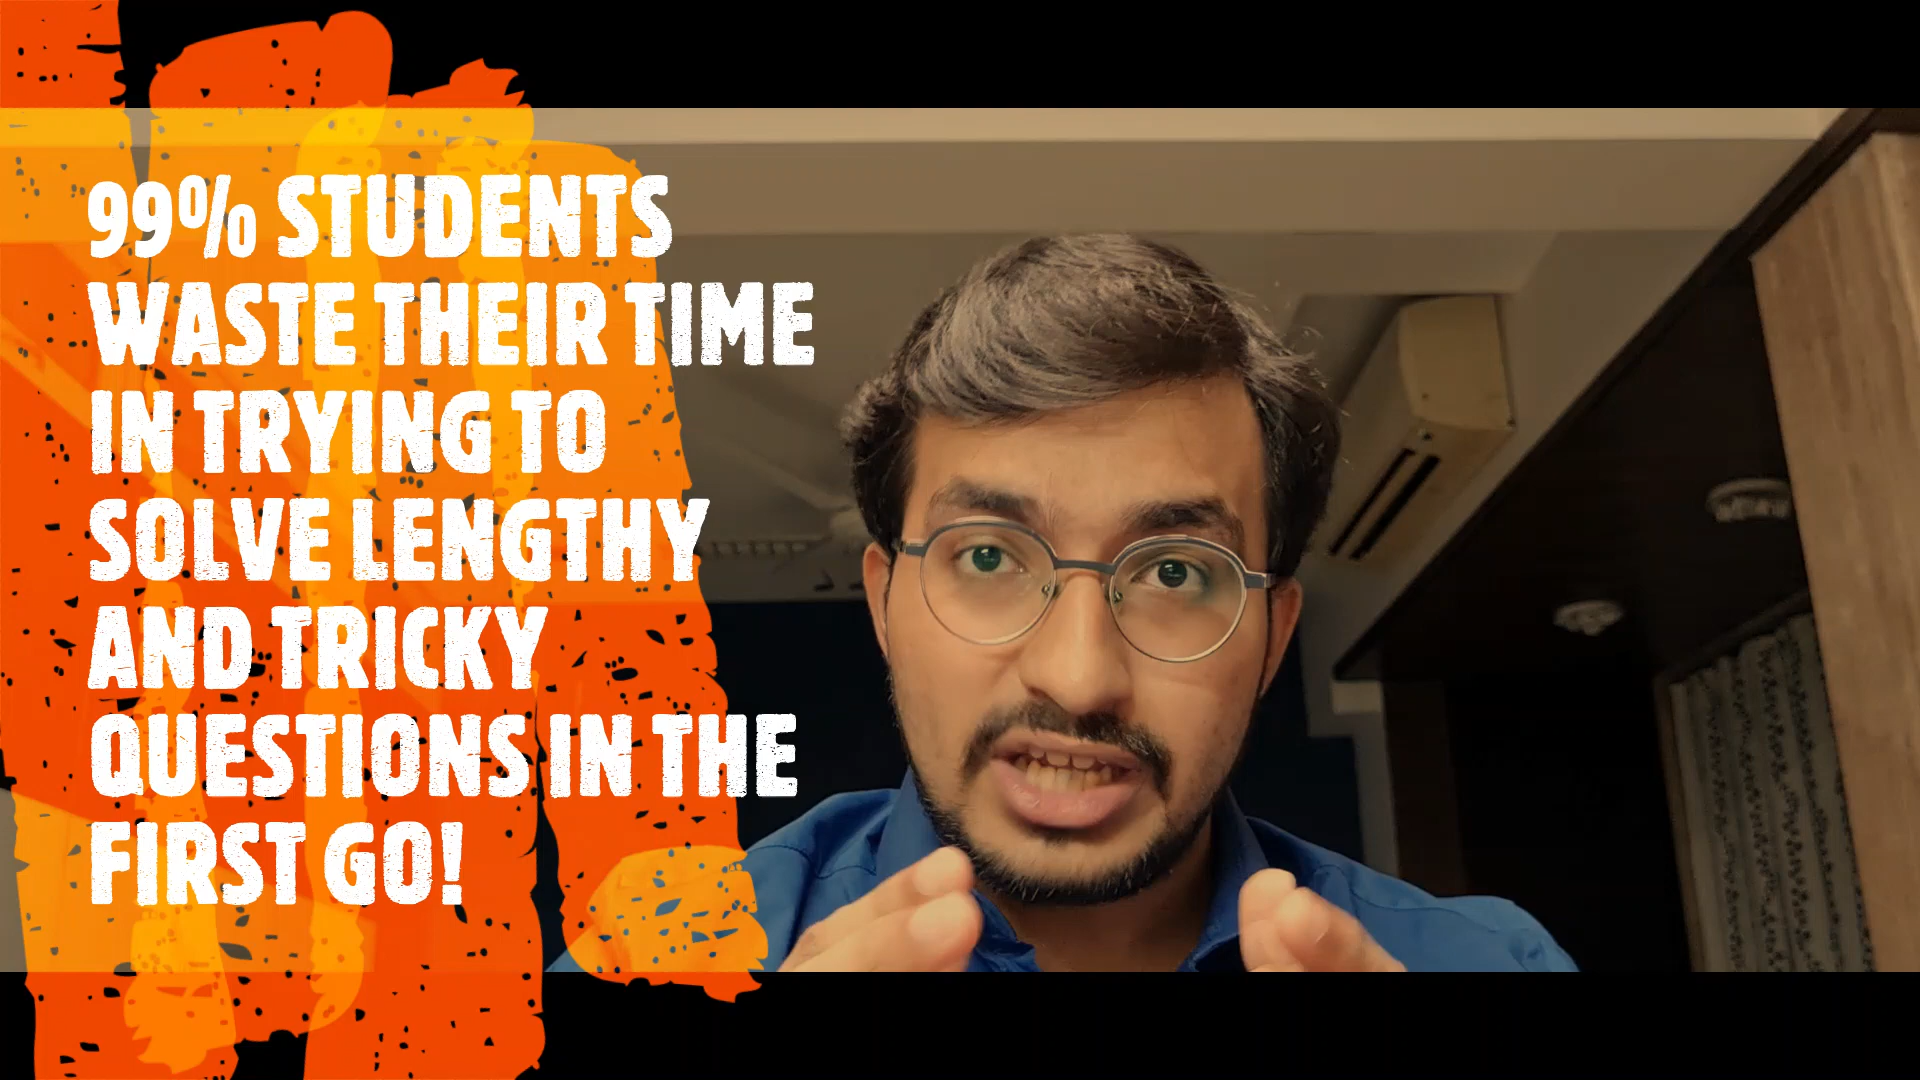 99% STUDENTS
WASTE THEIR TIME
IN TRYING TO
SOLVE LENGTHY
AND TRICKY
QUESTIONS IN THE
FIRST GO!